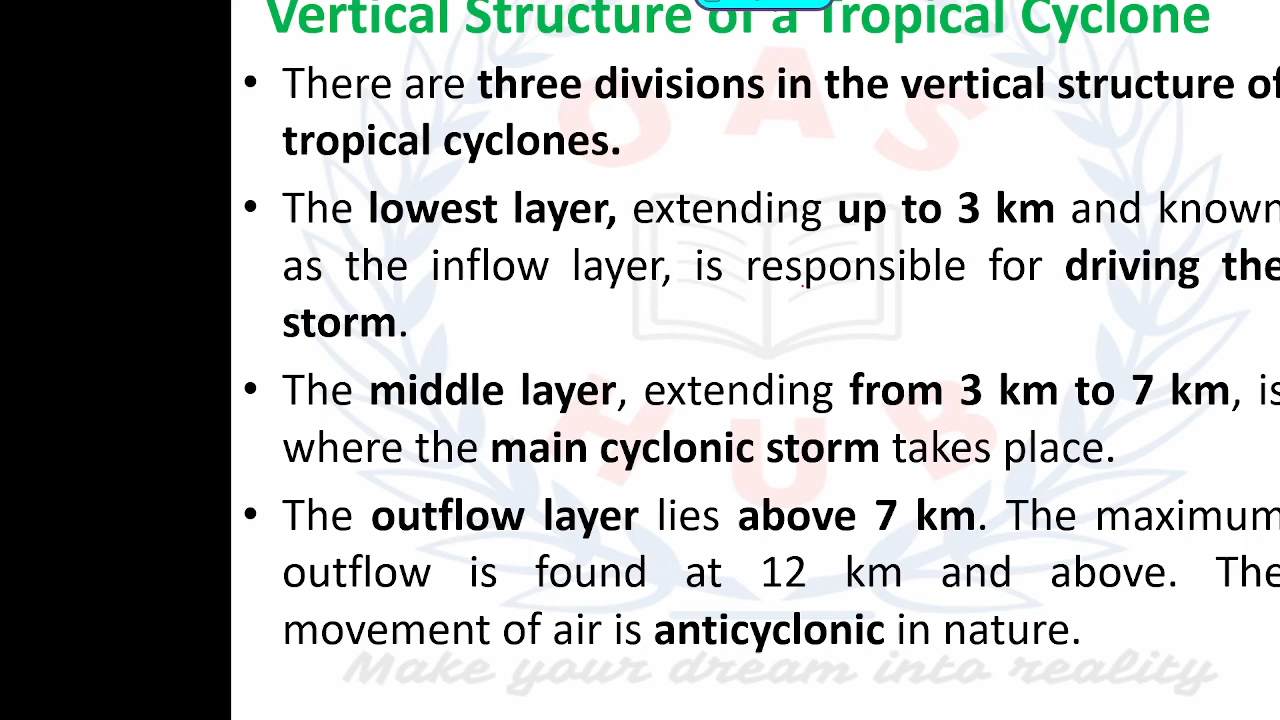 Vertical Structure of a Tropical Cyclone
• There are three divisions in the vertical structure of
tropical cyclones.
• The lowest layer, extending up to 3 km and known
as the inflow layer, is responsible for driving the
storm.
• The middle layer, extending from 3 km to 7 km, is
where the main cyclonic storm takes place.
• The outflow layer lies above 7 km. The maximum
outflow is found at 12 km and above. The
movement of air is anticyclonic in nature.
OAS
HUB
Make your dream into reality